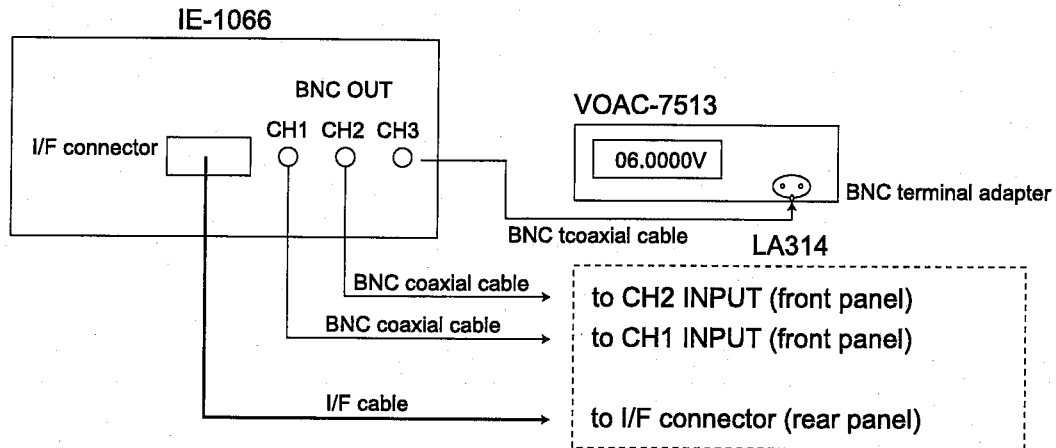 IE-1066
BNC OUT
CH1 CH2 CH3
I/F connector
VOAC-7513
06.0000V
BNC terminal adapter
BNC tcoaxial cable
LA314
BNC coaxial cable
to CH2 INPUT (front panel)
BNC coaxial cable
to CH1 INPUT (front panel)
I/F cable
to I/F connector (rear panel)